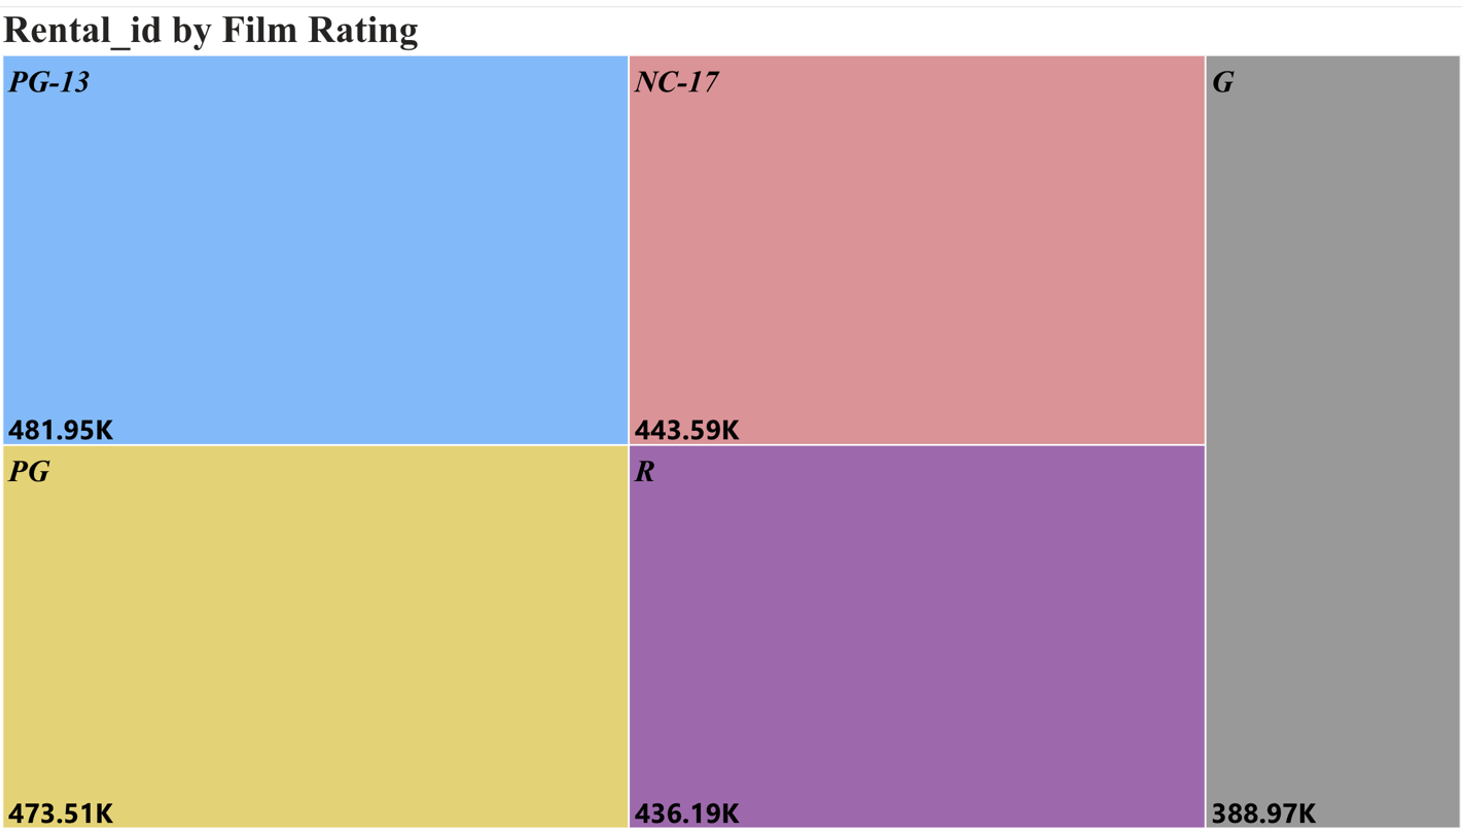 Rental_id by Film Rating
PG-13
481.95K
PG
473.51K
NC-17
443.59K
R
436.19K
G
388.97K